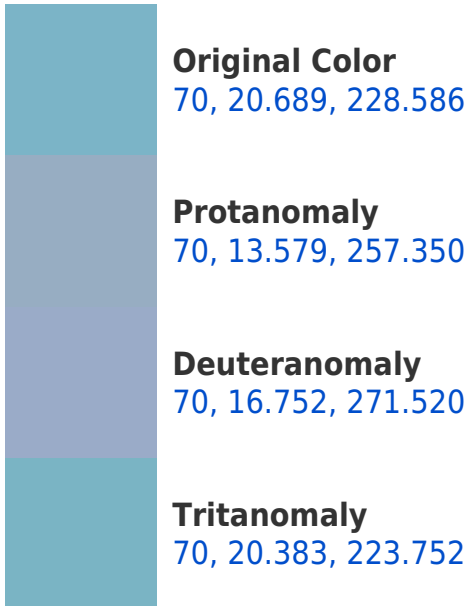 Original Color
70, 20.689, 228.586
Protanomaly
70, 13.579, 257.350
Deuteranomaly
70, 16.752, 271.520
Tritanomaly
70, 20.383, 223.752